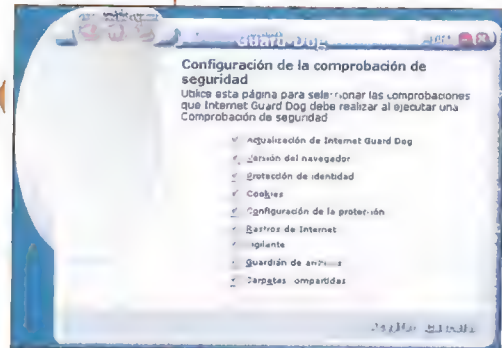 Guard Dog
Configuración de la comprobación de
seguridad
Utilice esta página para seleccionar las comprobaciones
que Internet Guard Dog debe realizar al ejecutar una
Comprobación de seguridad
Actualización de Internet Guard Dog
Versión del navegador
Protección de identidad
Cookies
Configuración de la protección
Rastros de Internet
Vigilante
Guardián de
Carpetas compartidas